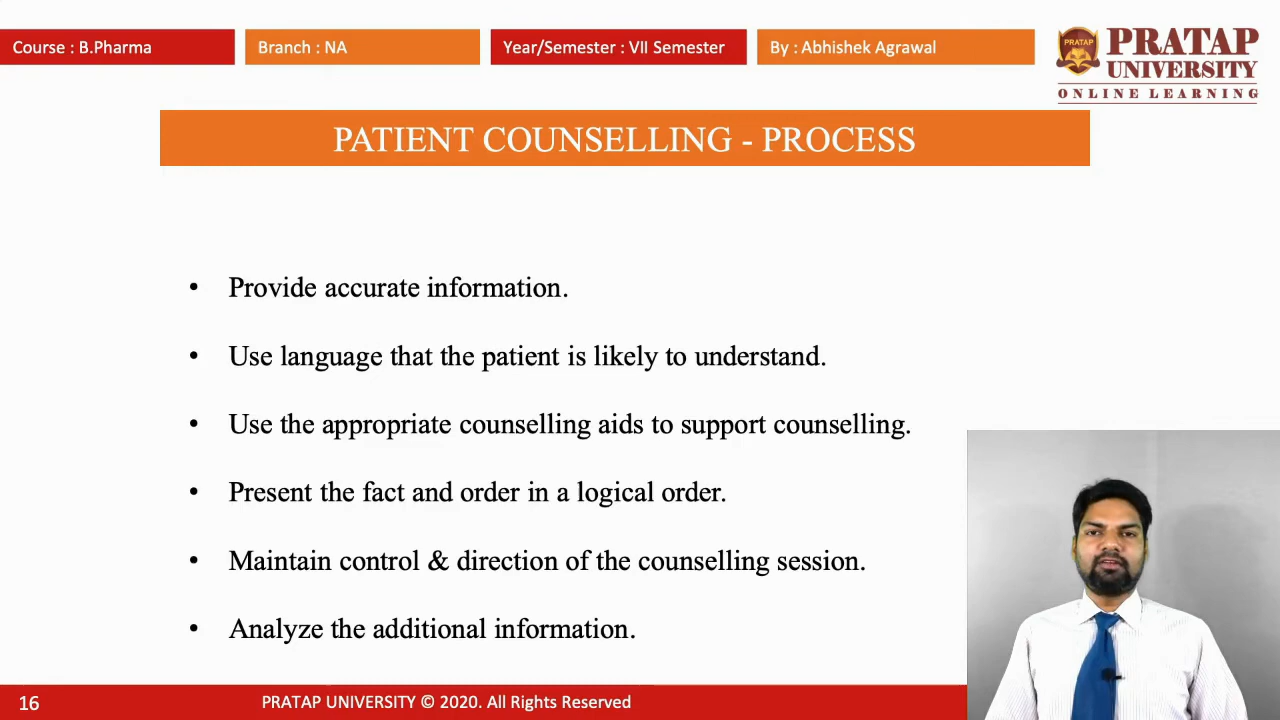 Course : B.Pharma
Branch : NA
Year/Semester : VII Semester
By : Abhishek Agrawal
PRATAP
PRATAP
UNIVERSITY
ONLINE LEARNING
PATIENT COUNSELLING - PROCESS
• Provide accurate information.
• Use language that the patient is likely to understand.
• Use the appropriate counselling aids to support counselling.
• Present the fact and order in a logical order.
• Maintain control & direction of the counselling session.
• Analyze the additional information.
16
PRATAP UNIVERSITY © 2020. All Rights Reserved